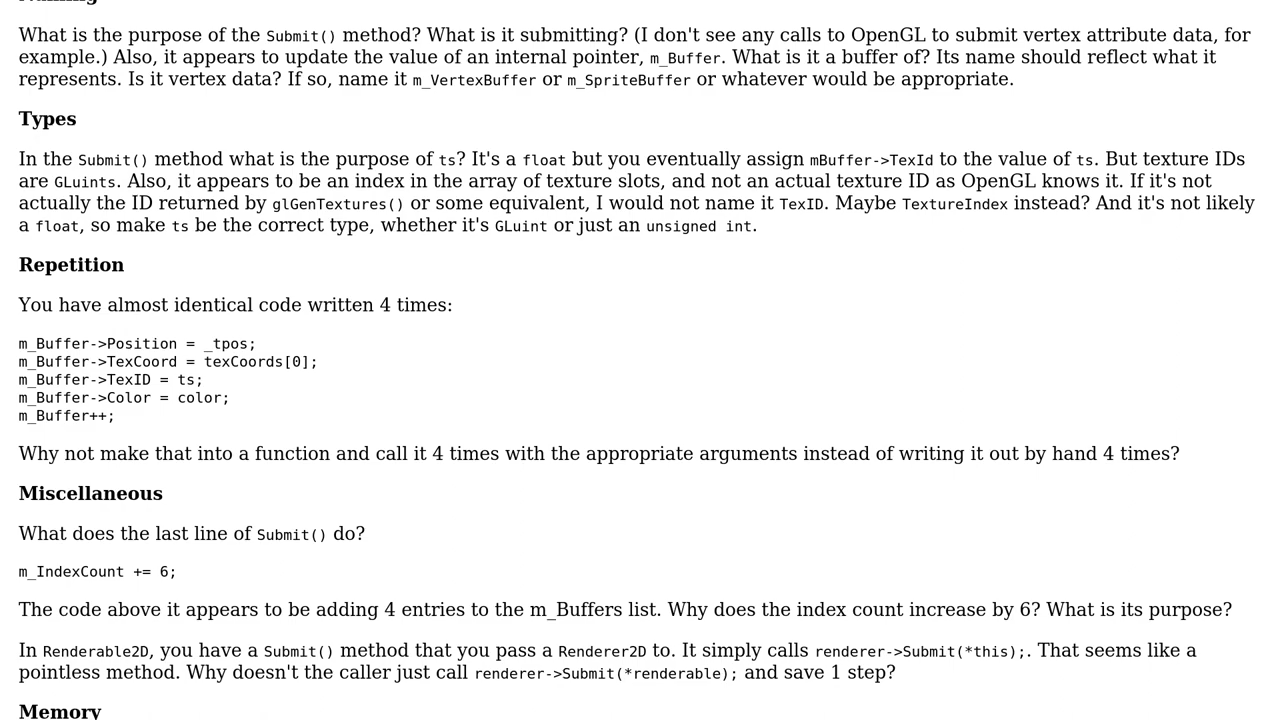 What is the purpose of the Submit() method? What is it submitting? (I don't see any calls to OpenGL to submit vertex attribute data, for
example.) Also, it appears to update the value of an internal pointer, m_Buffer. What is it a buffer of? Its name should reflect what it
represents. Is it vertex data? If so, name it m_VertexBuffer or m_SpriteBuffer or whatever would be appropriate.
Types
In the Submit() method what is the purpose of ts? It's a float but you eventually assign mBuffer->TexId to the value of ts. But texture IDs
are GLuints. Also, it appears to be an index in the array of texture slots, and not an actual texture ID as OpenGL knows it. If it's not
actually the ID returned by glGenTextures() or some equivalent, I would not name it TexID. Maybe TextureIndex instead? And it's not likely
a float, so make ts be the correct type, whether it's GLuint or just an unsigned int.
Repetition
You have almost identical code written 4 times:
m_Buffer->Position = _tpos;
m_Buffer->TexCoord = texCoords[0];
m_Buffer->TexID = ts;
m_Buffer->Color = color;
m_Buffer++;
Why not make that into a function and call it 4 times with the appropriate arguments instead of writing it out by hand 4 times?
Miscellaneous
What does the last line of Submit() do?
m_IndexCount += 6;
The code above it appears to be adding 4 entries to the m_Buffers list. Why does the index count increase by 6? What is its purpose?
In Renderable2D, you have a Submit() method that you pass a Renderer2D to. It simply calls renderer->Submit(*this);. That seems like a
pointless method. Why doesn't the caller just call renderer->Submit(*renderable); and save 1 step?
Memory